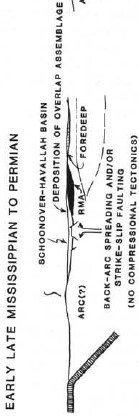 EARLY LATE MISSISSIPPIAN TO PERMIAN
SCHOONOVER-HAVALLAH BASIN
DEPOSITION OF OVERLAP ASSEMBLAGE
ARC(?)
RMA
FOREDEEP
BACK-ARC SPREADING AND/OR
STRIKE-SLIP FAULTING
(NO COMPRESSIONAL TECTONICS)